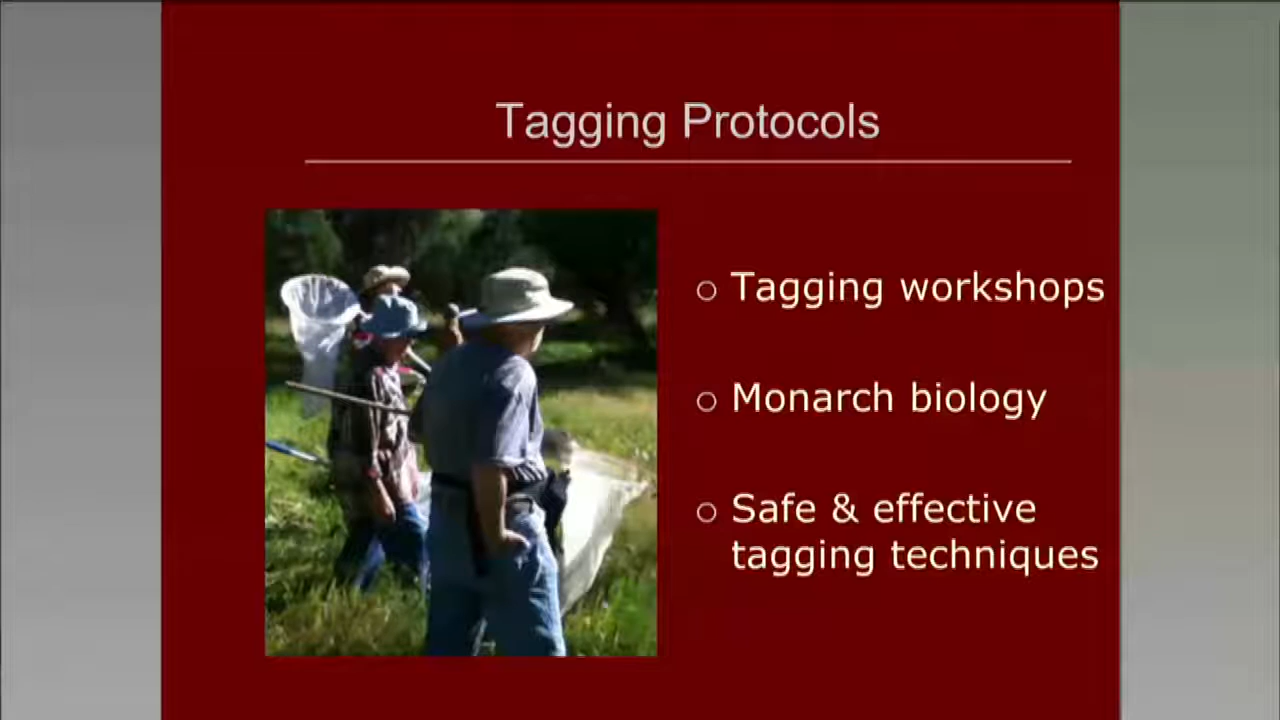 Tagging Protocols
○ Tagging workshops
○ Monarch biology
○ Safe & effective
tagging techniques